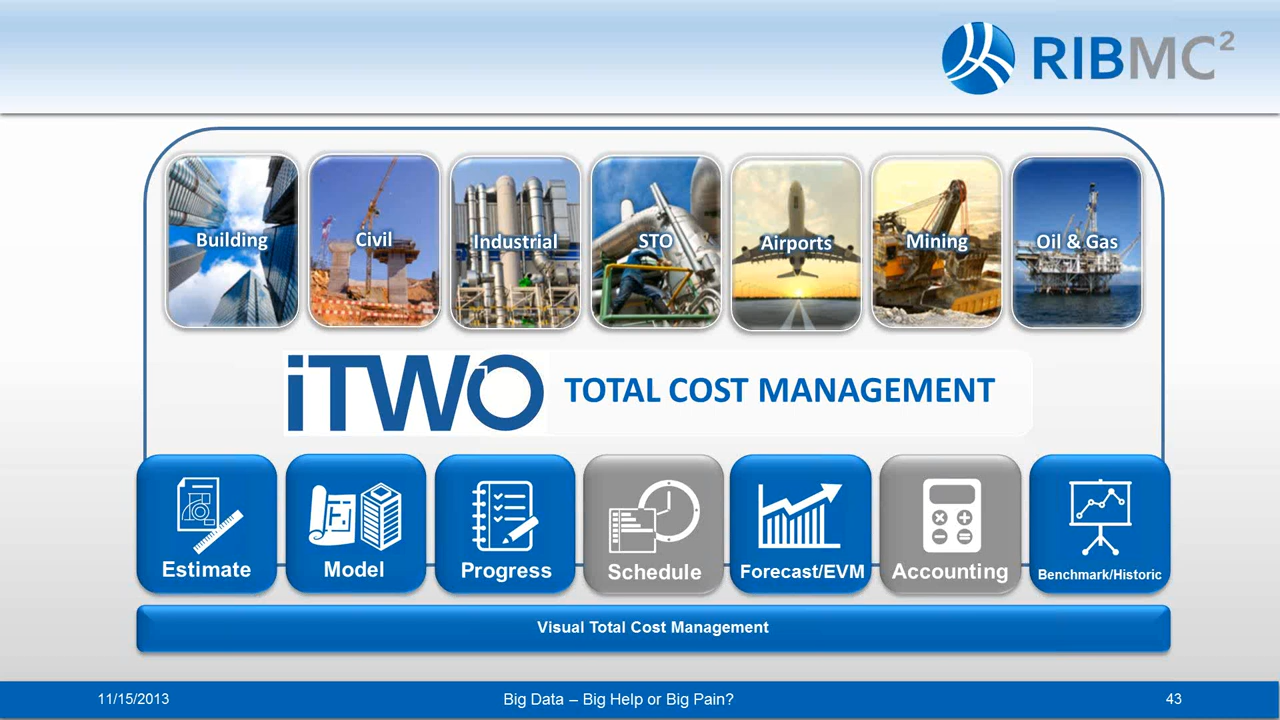 RIBMC²
Building
Civil
Industrial
STO
Airports
Mining
Oil & Gas
iTWO
TOTAL COST MANAGEMENT
Estimate
Model
Progress
Schedule
Forecast/EVM
Accounting
Benchmark/Historic
Visual Total Cost Management
11/15/2013
Big Data – Big Help or Big Pain?
43